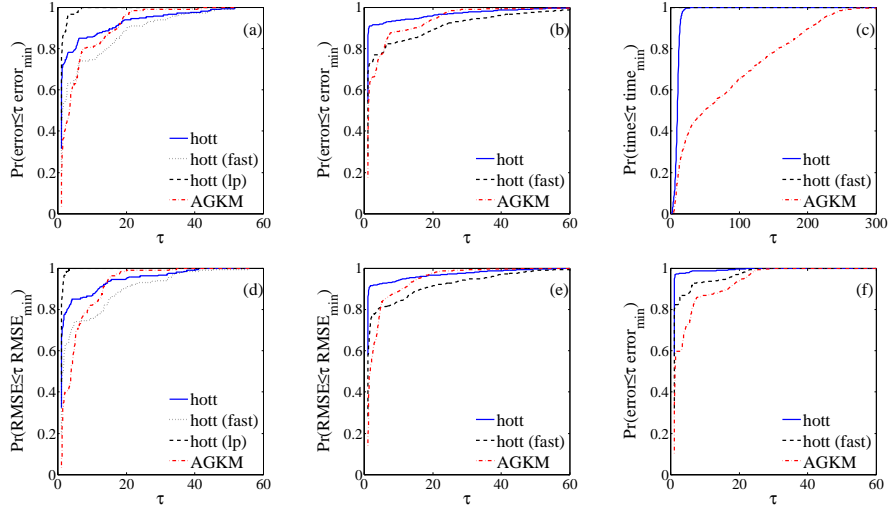 (a)
Pr(error≤τ error_min)
1
0.8
0.6
0.4
0.2
0
0 20 40 60
τ
hott
hott (fast)
hott (lp)
AGKM
(b)
Pr(error≤τ error_min)
1
0.8
0.6
0.4
0.2
0
0 20 40 60
τ
hott
hott (fast)
AGKM
(c)
Pr(time≤τ time_min)
1
0.8
0.6
0.4
0.2
0
0 100 200 300
τ
hott
AGKM
(d)
Pr(RMSE≤τ RMSE_min)
1
0.8
0.6
0.4
0.2
0
0 20 40 60
τ
hott
hott (fast)
hott (lp)
AGKM
(e)
Pr(RMSE≤τ RMSE_min)
1
0.8
0.6
0.4
0.2
0
0 20 40 60
τ
hott
hott (fast)
AGKM
(f)
Pr(error≤τ error_min)
1
0.8
0.6
0.4
0.2
0
0 20 40 60
τ
hott
hott (fast)
AGKM